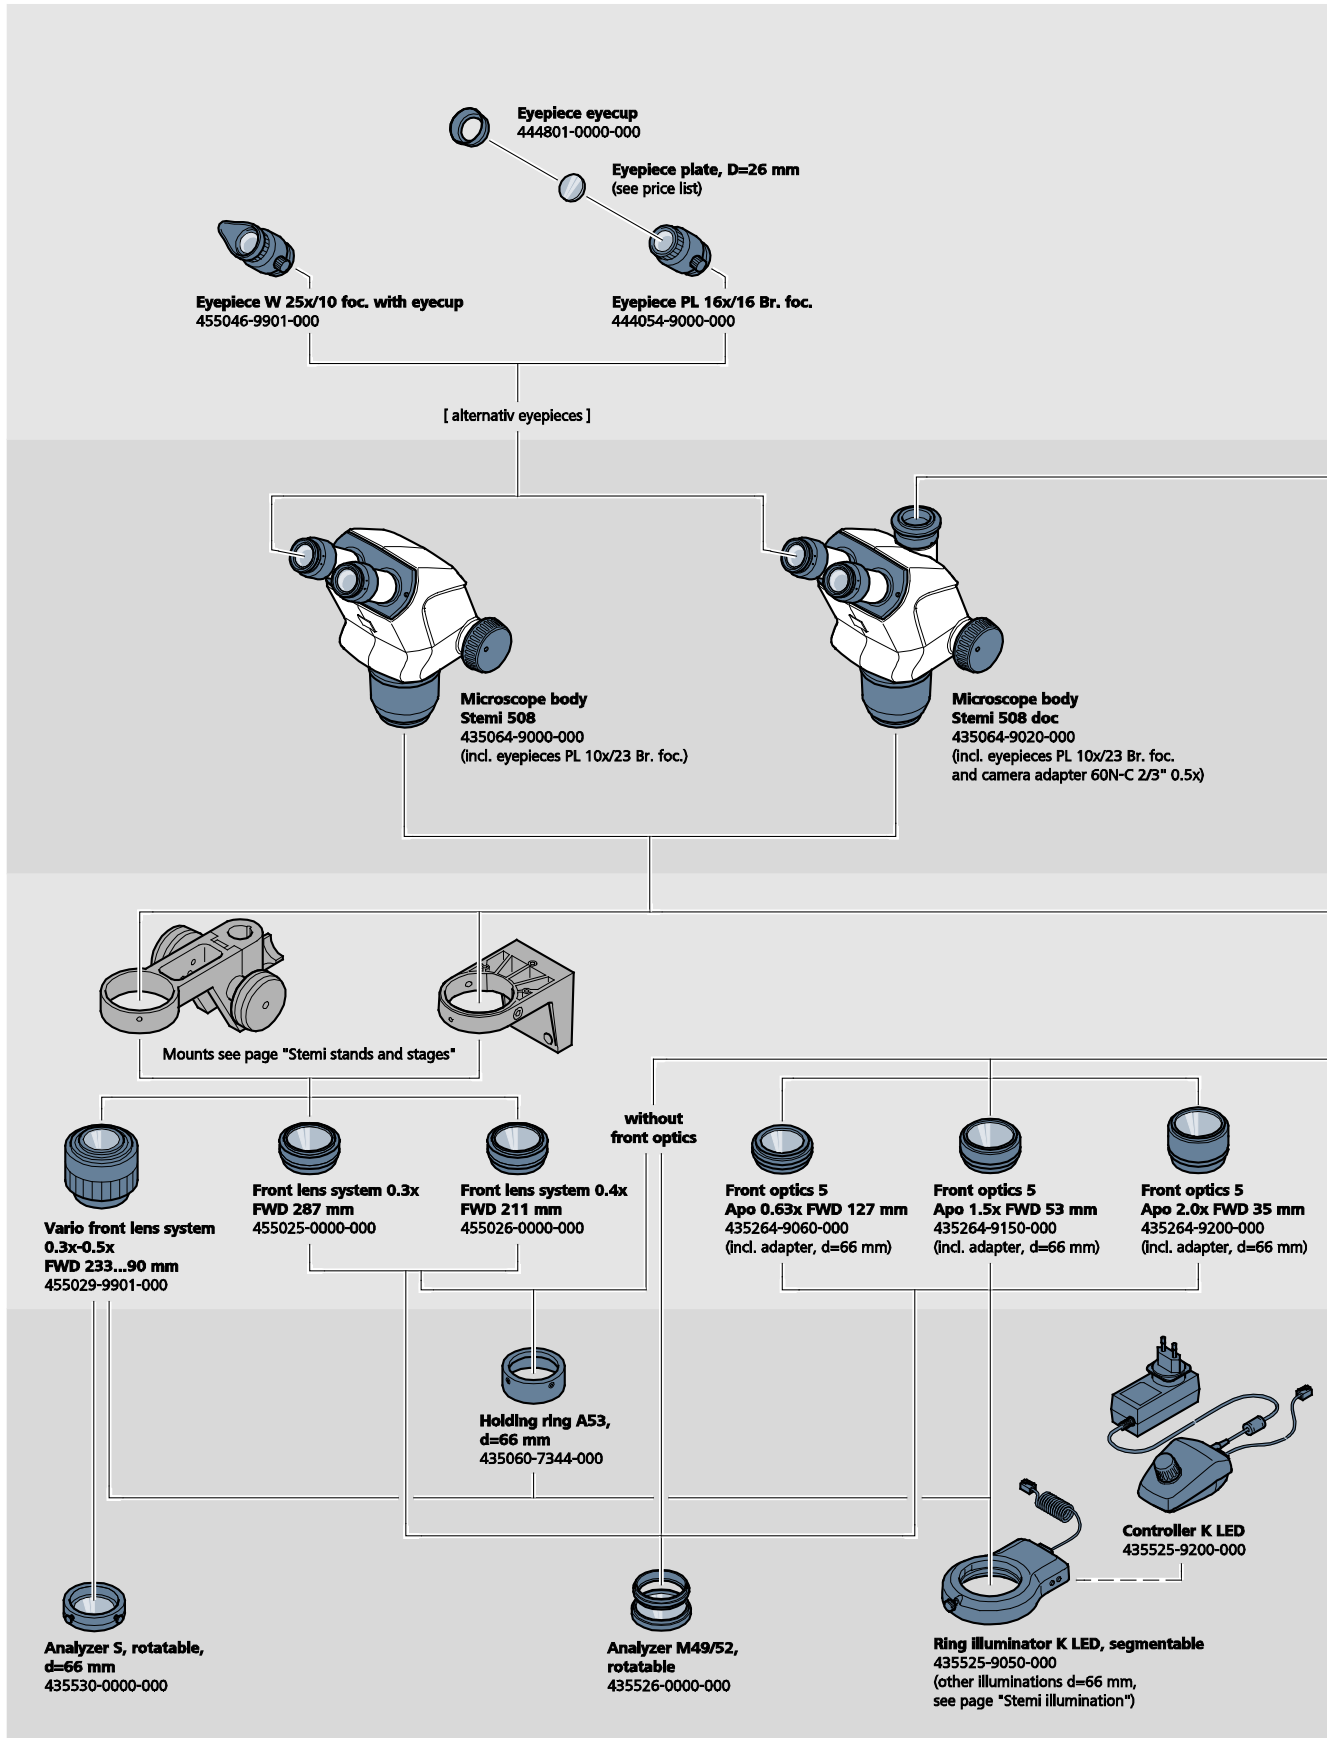 Eyepiece eyecup
444801-0000-000
Eyepiece plate, D=26 mm
(see price list)
Eyepiece W 25x/10 foc. with eyecup
455046-9901-000
Eyepiece PL 16x/16 Br. foc.
444054-9000-000
[ alternativ eyepieces ]
Microscope body
Stemi 508
435064-9000-000
(incl. eyepieces PL 10x/23 Br. foc.)
Microscope body
Stemi 508 doc
435064-9020-000
(incl. eyepieces PL 10x/23 Br. foc.
and camera adapter 60N-C 2/3" 0.5x)
Mounts see page "Stemi stands and stages"
without
front optics
Vario front lens system
0.3x-0.5x
FWD 233...90 mm
455029-9901-000
Front lens system 0.3x
FWD 287 mm
455025-0000-000
Front lens system 0.4x
FWD 211 mm
455026-0000-000
Front optics 5
Apo 0.63x FWD 127 mm
435264-9060-000
(incl. adapter, d=66 mm)
Front optics 5
Apo 1.5x FWD 53 mm
435264-9150-000
(incl. adapter, d=66 mm)
Front optics 5
Apo 2.0x FWD 35 mm
435264-9200-000
(incl. adapter, d=66 mm)
Holding ring A53,
d=66 mm
435060-7344-000
Controller K LED
435525-9200-000
Analyzer S, rotatable,
d=66 mm
435530-0000-000
Analyzer M49/52,
rotatable
435526-0000-000
Ring illuminator K LED, segmentable
435525-9050-000
(other illuminations d=66 mm,
see page "Stemi illumination")